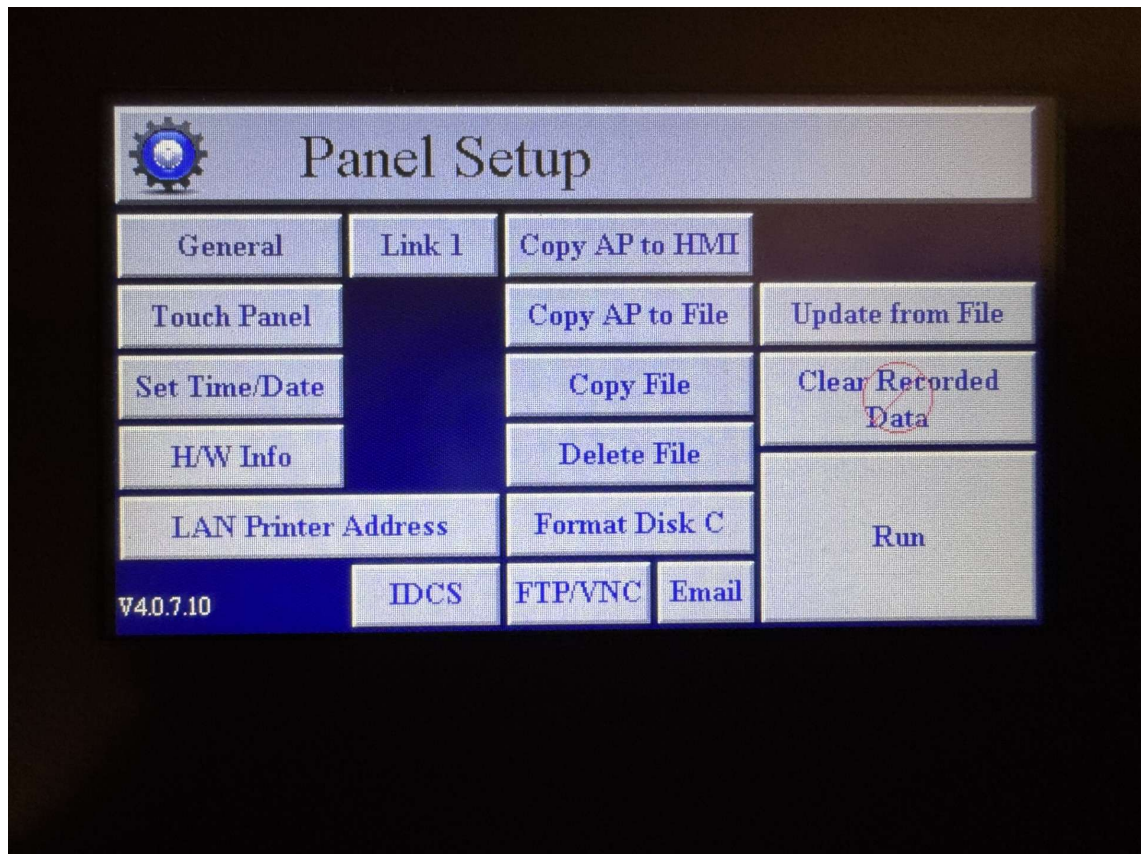 Panel Setup
General
Link 1
Copy AP to HMI
Touch Panel
Copy AP to File
Update from File
Set Time/Date
Copy File
Clear Recorded
Data
H/W Info
Delete File
LAN Printer Address
Format Disk C
Run
V4.0.7.10
IDCS
FTP/VNC
Email